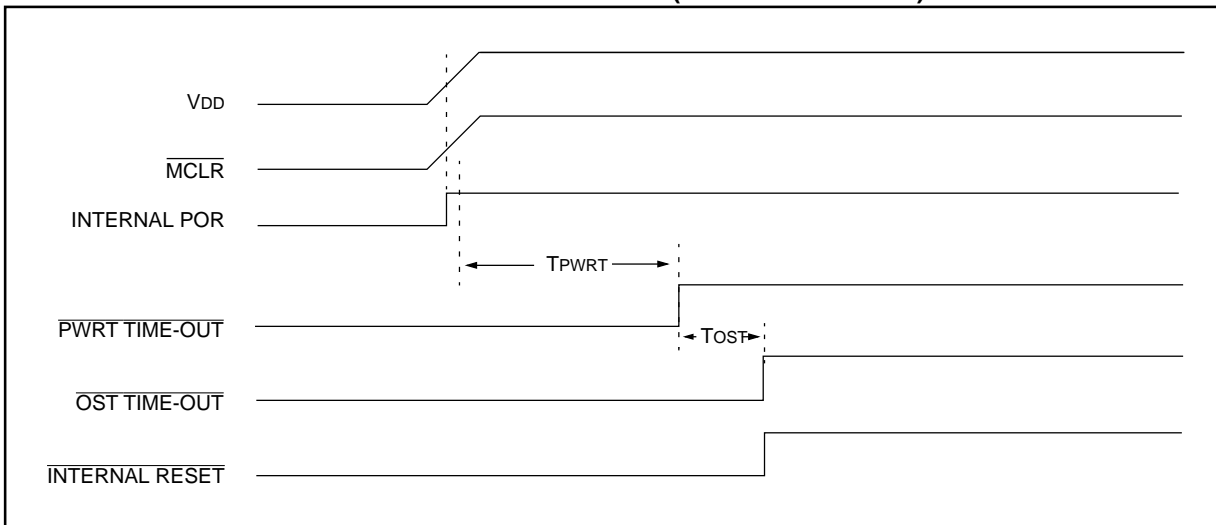 VDD
MCLR
INTERNAL POR
TPWRT
PWRT TIME-OUT
TOST
OST TIME-OUT
INTERNAL RESET